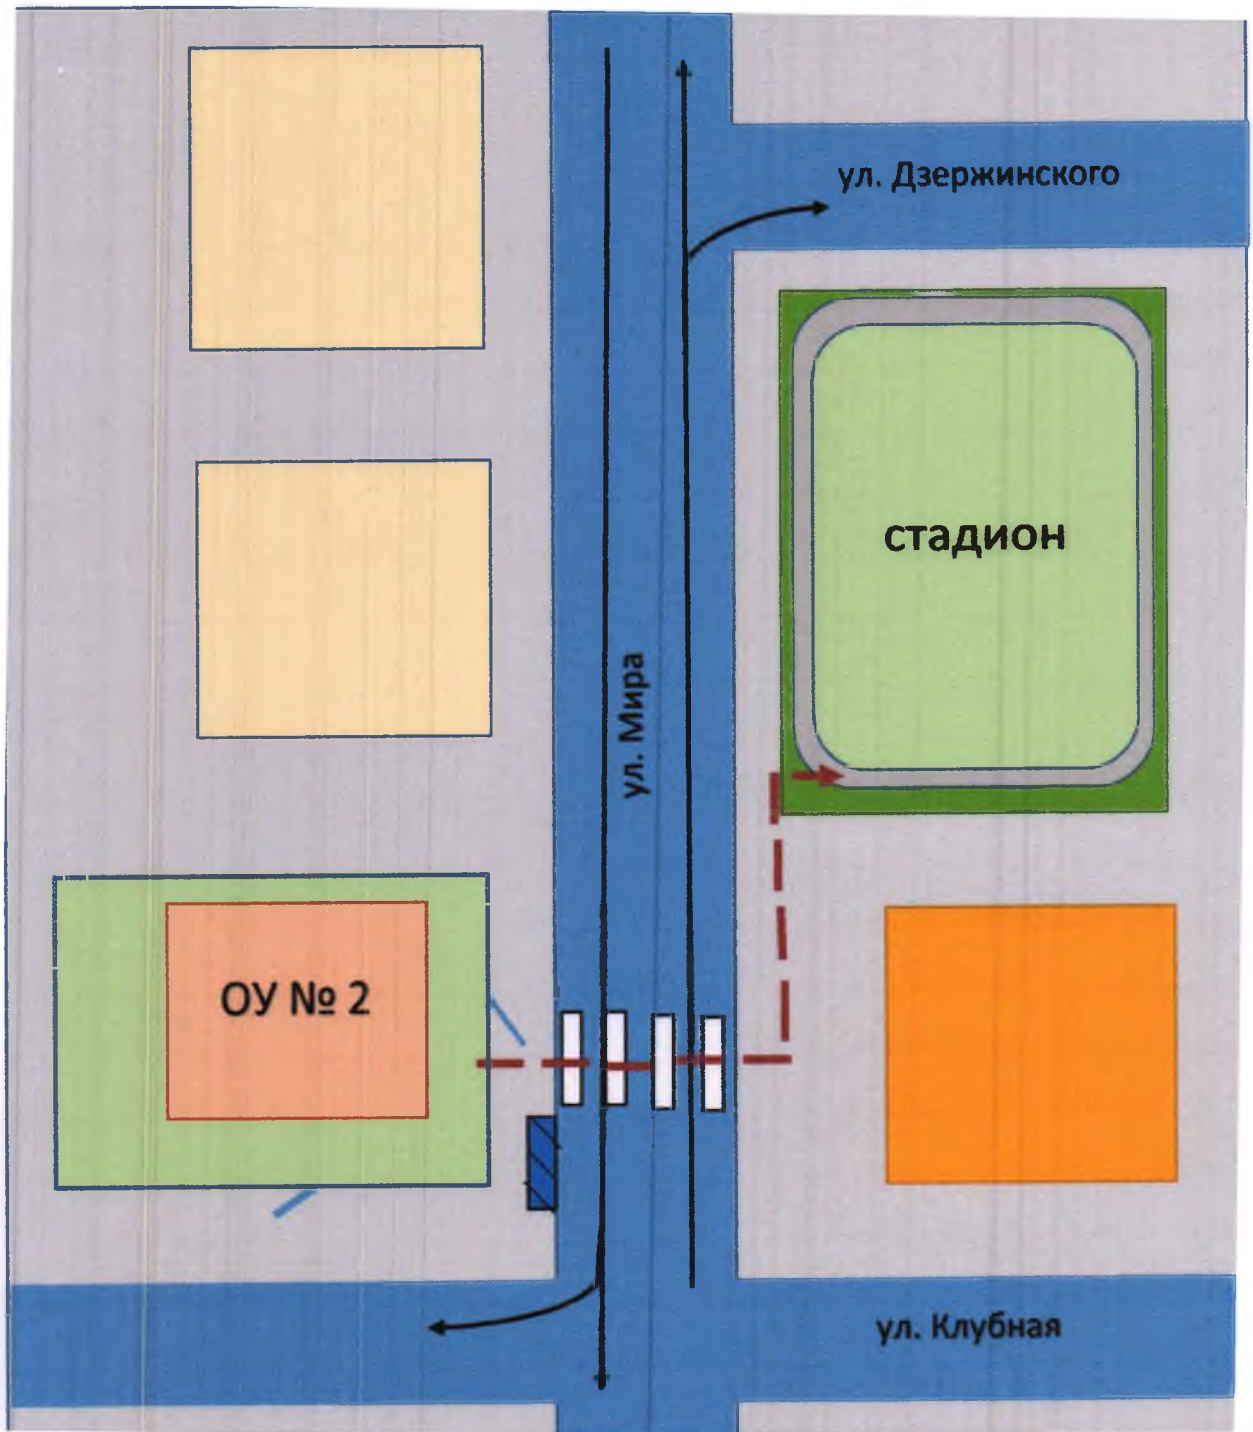 ул. Дзержинского
стадион
ул. Мира
ОУ № 2
ул. Клубная